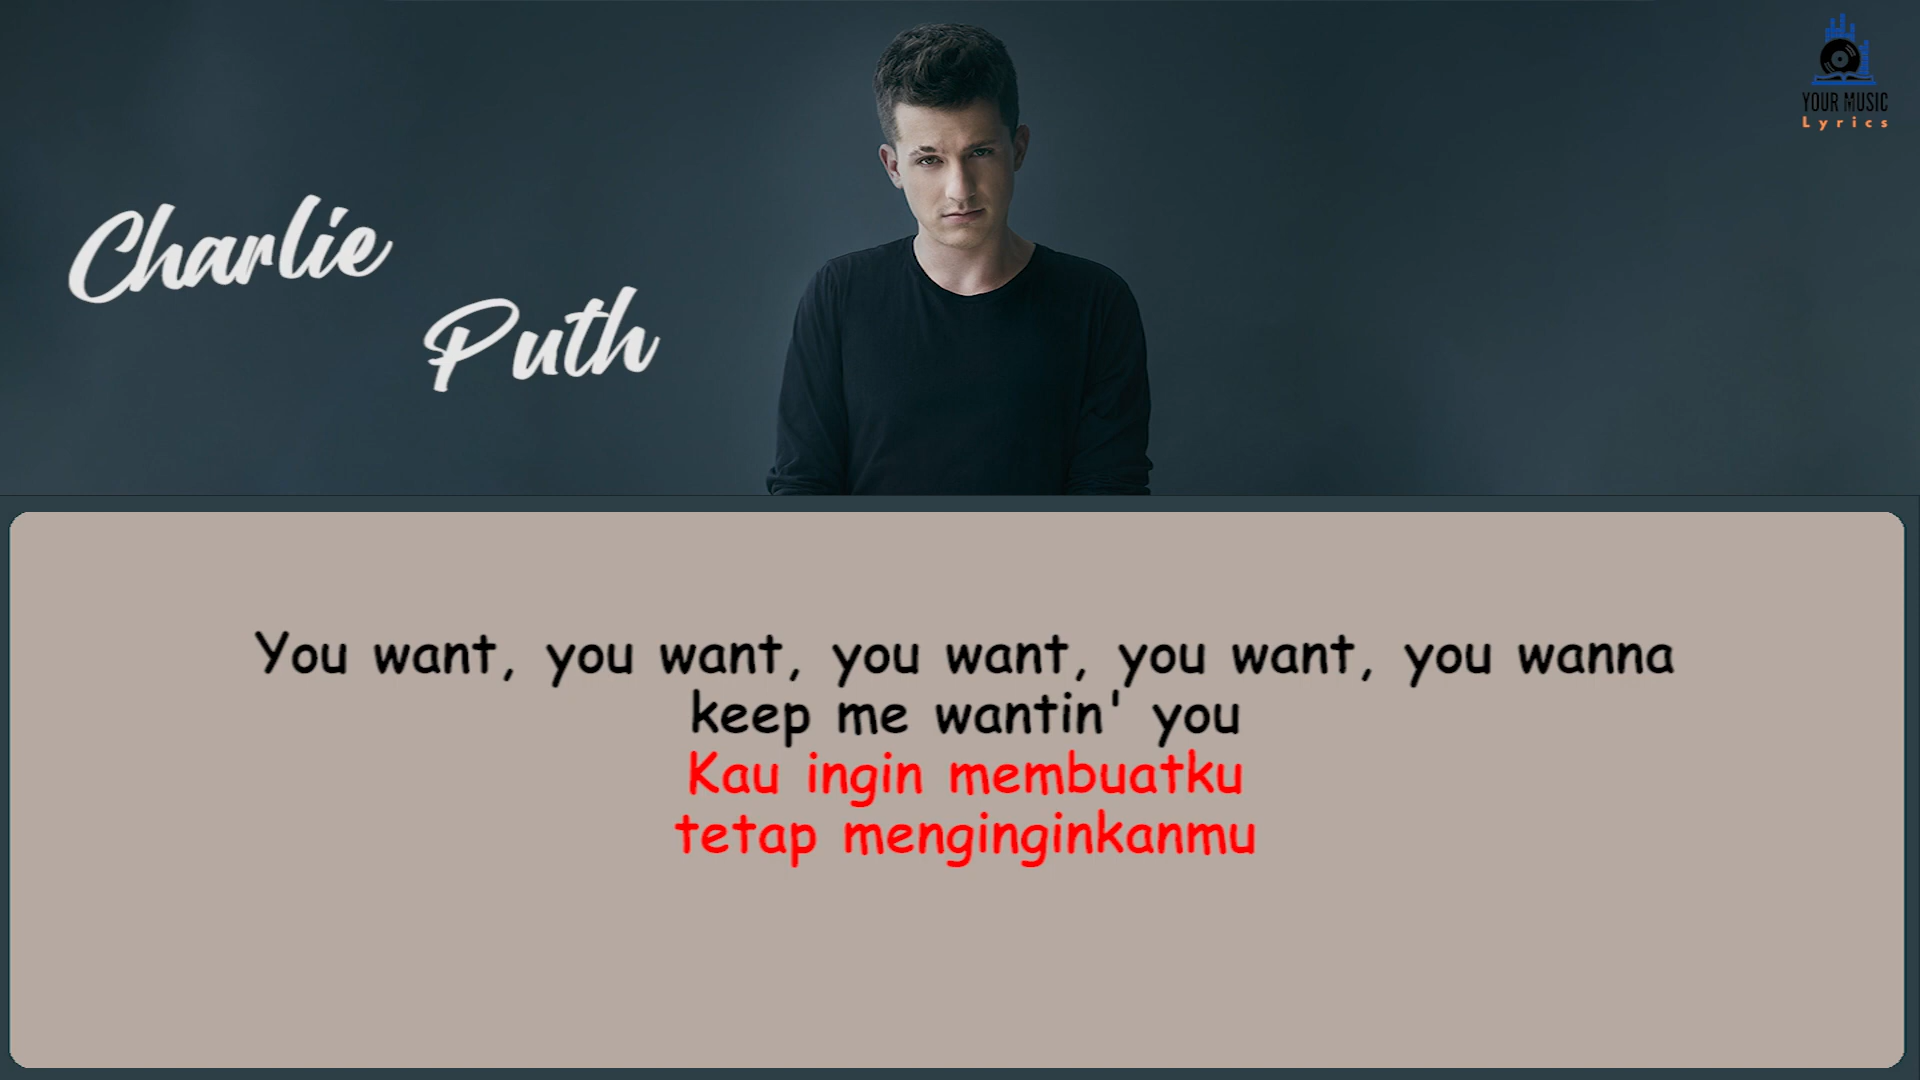 YOUR MUSIC
Lyrics
Charlie
Puth
You want, you want, you want, you want, you wanna
keep me wantin' you
Kau ingin membuatku
tetap menginginkanmu